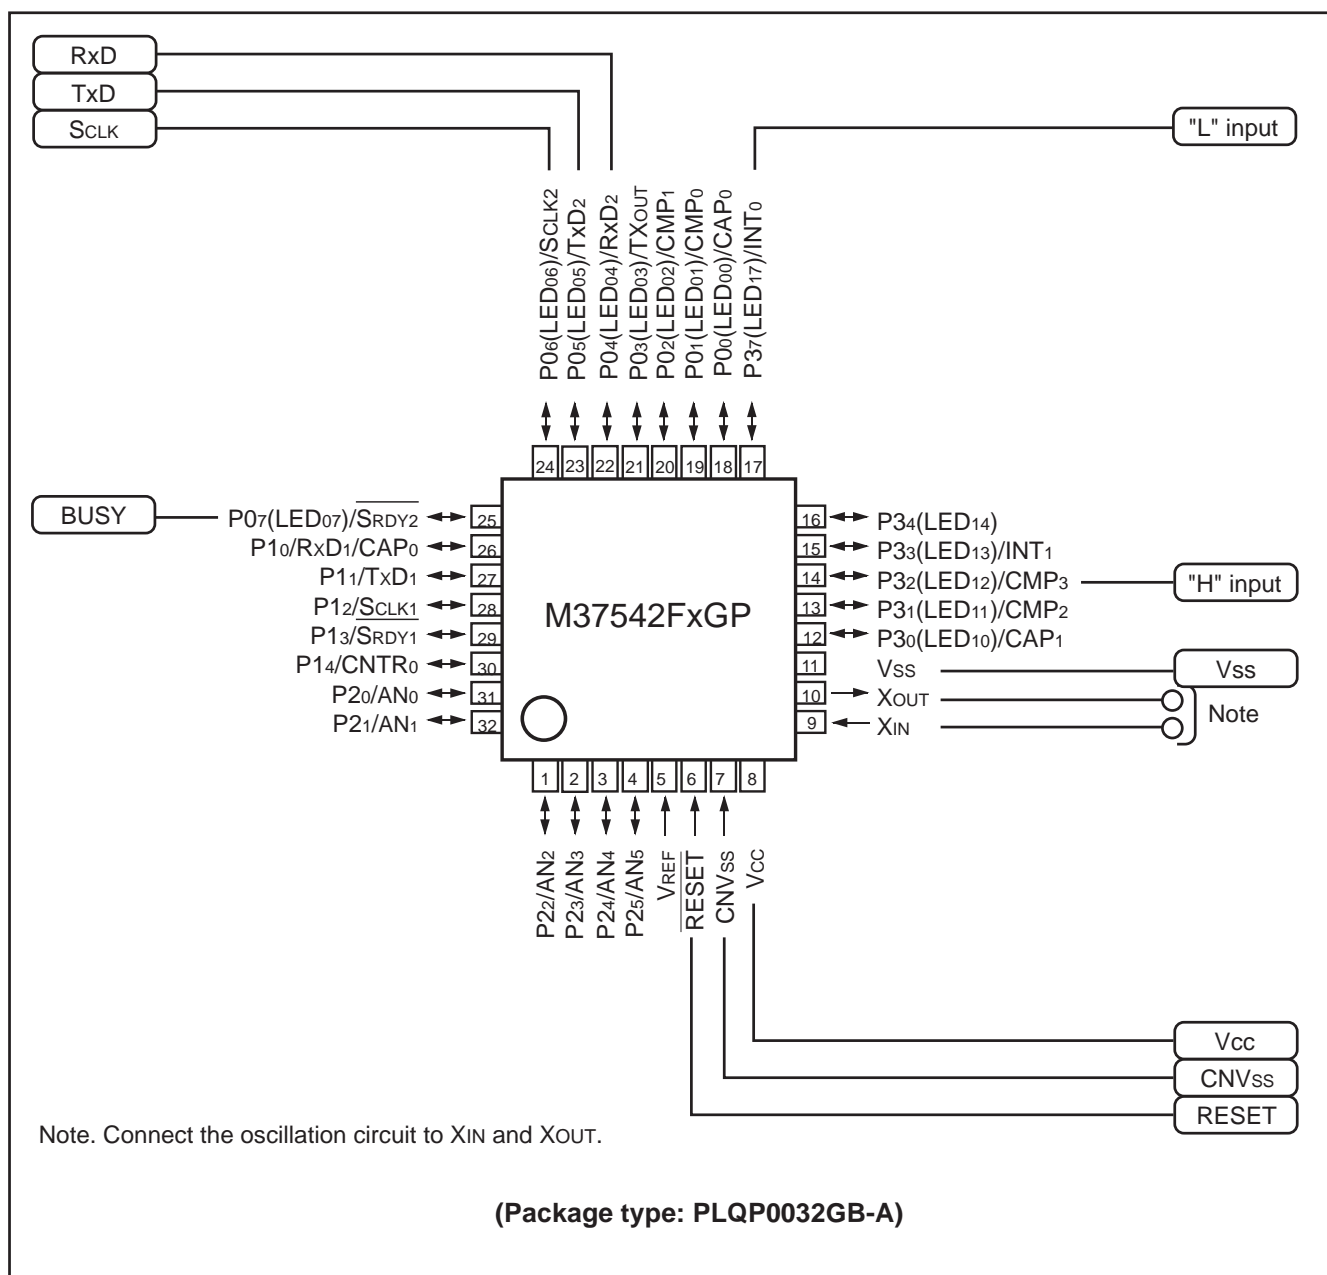 RxD
TxD
SCLK
"L" input
P06(LED06)/SCLK2
P05(LED05)/TxD2
P04(LED04)/RxD2
P03(LED03)/TXOUT
P02(LED02)/CMP1
P01(LED01)/CMP0
P00(LED00)/CAP0
P37(LED17)/INT0
24 23 22 21 20 19 18 17
BUSY
P07(LED07)/SRDY2 25
P10/RXD1/CAP0 26
P11/TXD1 27
P12/SCLK1 28
P13/SRDY1 29
P14/CNTR0 30
P20/AN0 31
P21/AN1 32
M37542FxGP
16 P34(LED14)
15 P33(LED13)/INT1
14 P32(LED12)/CMP3 "H" input
13 P31(LED11)/CMP2
12 P30(LED10)/CAP1
11 VSS Vss
10 XOUT
9 XIN
Note
1 2 3 4 5 6 7 8
P22/AN2
P23/AN3
P24/AN4
P25/AN5
VREF
RESET
CNVSS
VCC
Vcc
CNVSS
RESET
Note. Connect the oscillation circuit to XIN and XOUT.
(Package type: PLQP0032GB-A)